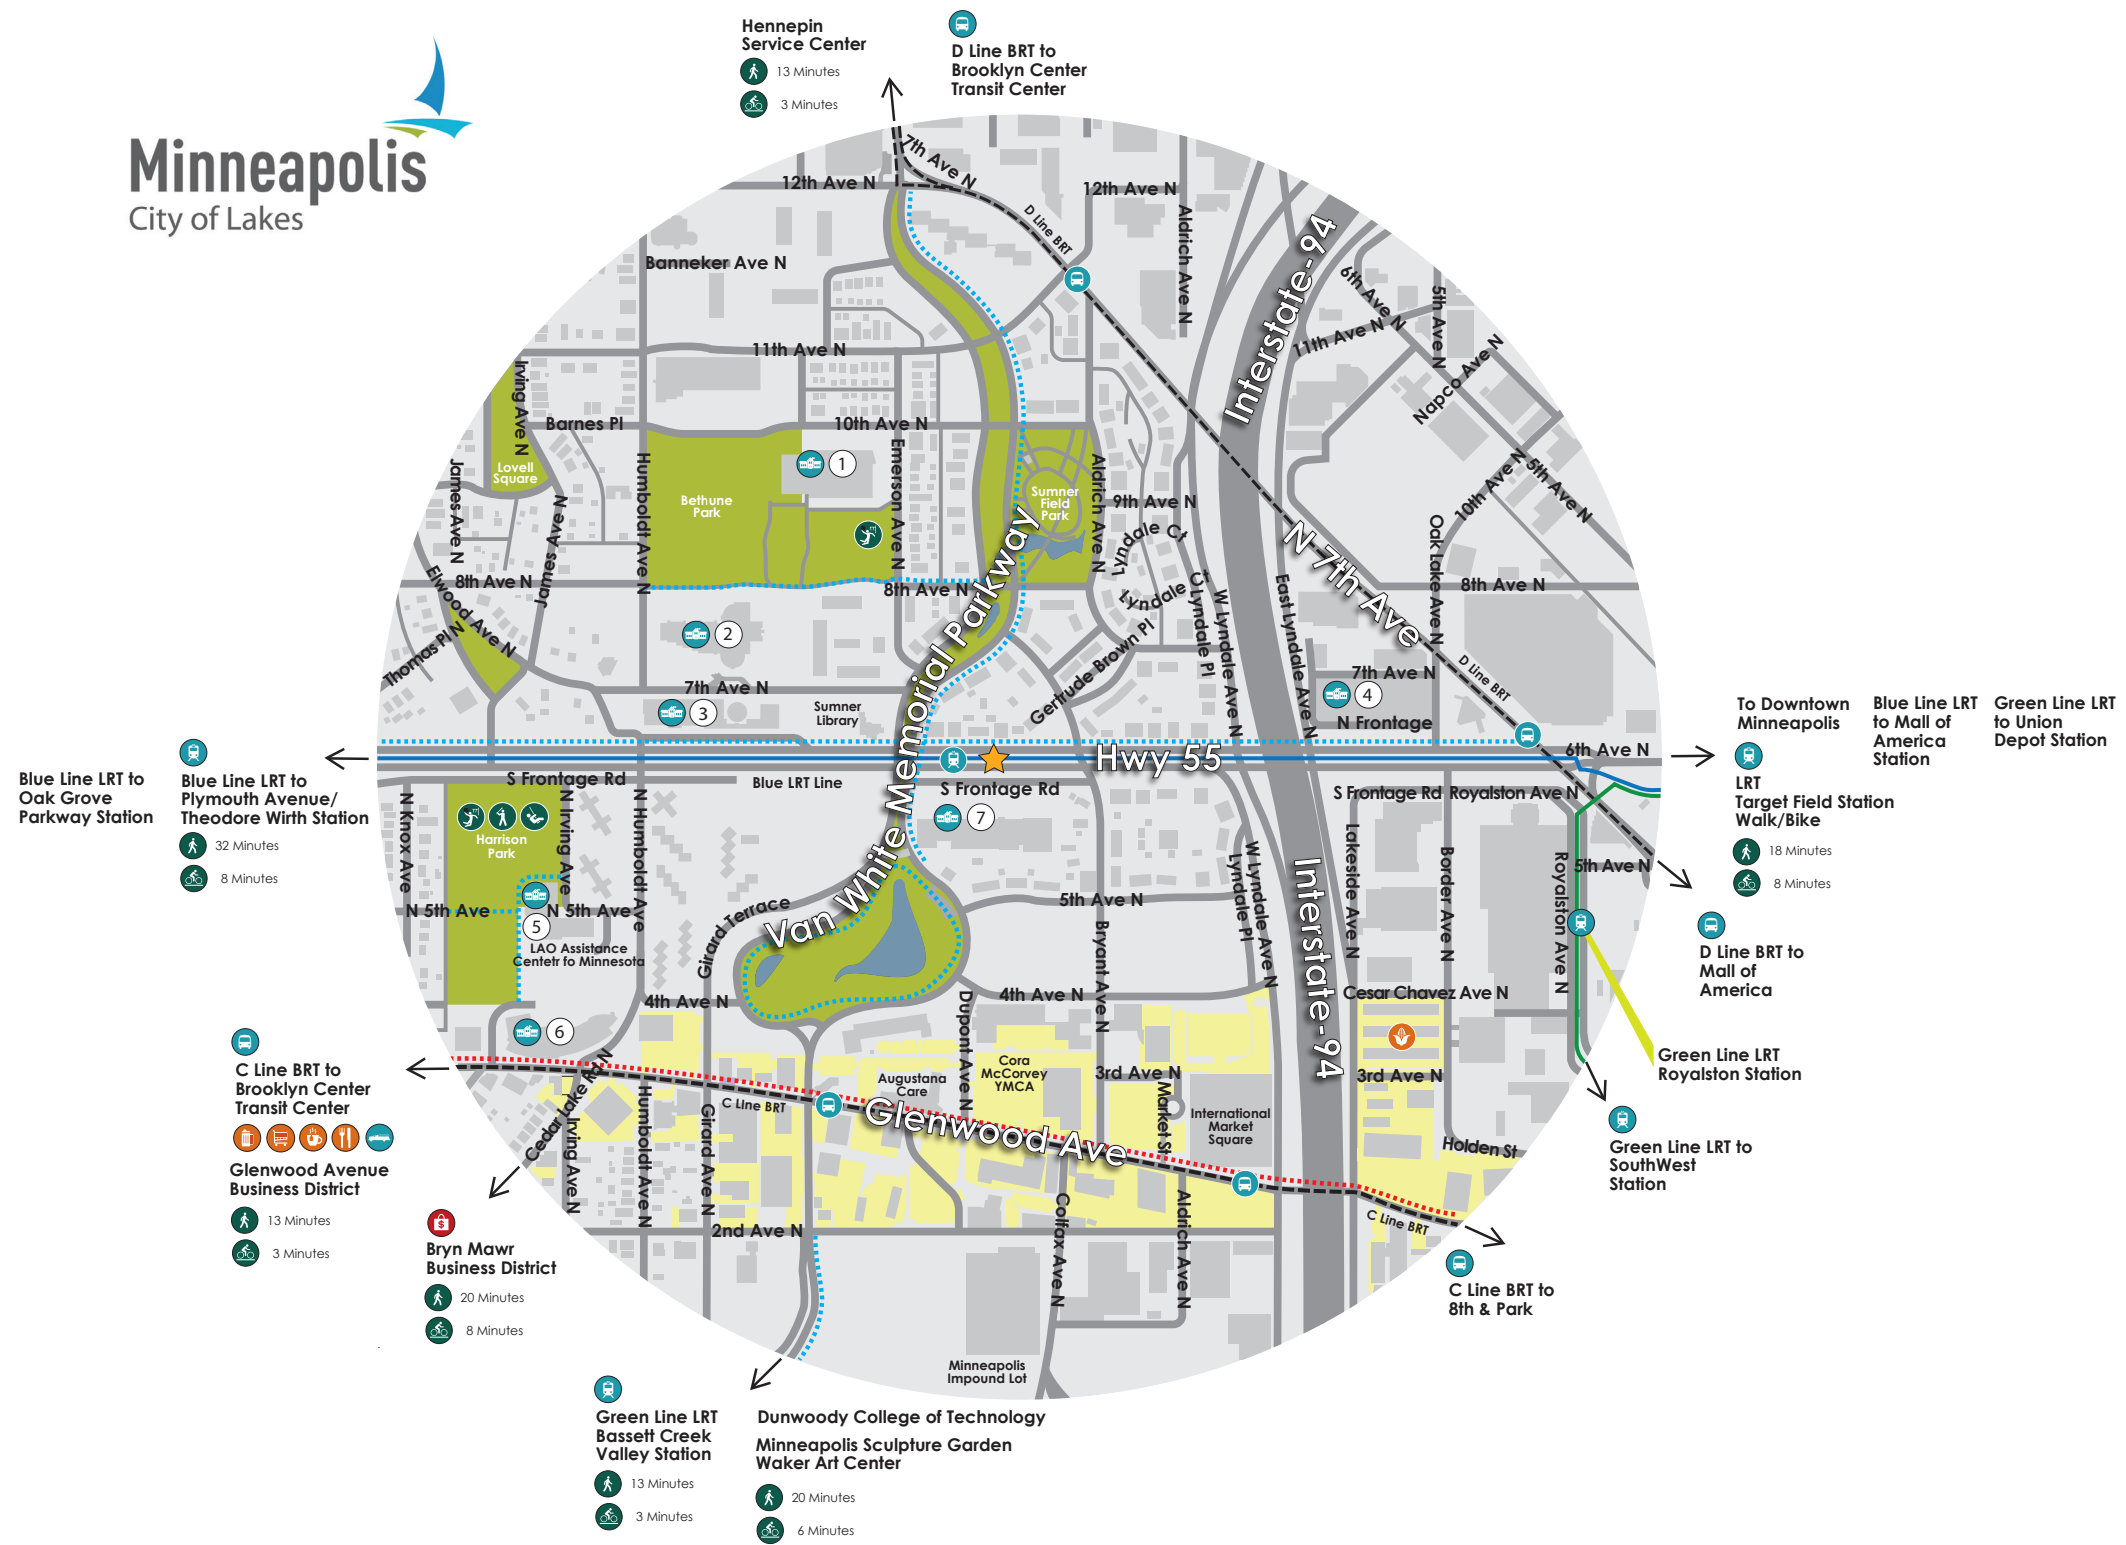 Minneapolis
City of Lakes
Hennepin
Service Center
13 Minutes
3 Minutes
D Line BRT to
Brooklyn Center
Transit Center
7th Ave N
12th Ave N
12th Ave N
D Line BRT
Aldrich Ave N
Interstate-94
Banneker Ave N
6th Ave N
5th Ave N
11th Ave N
11th Ave N
Napco Ave N
Irving Ave N
Barnes Pl
10th Ave N
Lovell
Square
James Ave N
James Ave N
Humboldt Ave N
Bethune
Park
1
Emerson Ave N
Sumner
Field
Park
Aldrich Ave N
9th Ave N
Lyndale Ct
Lyndale Ct
10th Ave N
5th Ave N
Oak Lake Ave N
N 7th Ave
8th Ave N
8th Ave N
8th Ave N
Elwood Ave N
Thomas Pl N
2
Gertrude Brown Pl
Lyndale Pl
W Lyndale Ave N
East Lyndale Ave N
D Line BRT
7th Ave N
3
Sumner
Library
7th Ave N
4
N Frontage
Van White Memorial Parkway
Hwy 55
6th Ave N
To Downtown
Minneapolis
Blue Line LRT
to Mall of
America
Station
Green Line LRT
to Union
Depot Station
LRT
Target Field Station
Walk/Bike
18 Minutes
8 Minutes
Blue Line LRT to
Oak Grove
Parkway Station
Blue Line LRT to
Plymouth Avenue/
Theodore Wirth Station
32 Minutes
8 Minutes
S Frontage Rd
Blue LRT Line
S Frontage Rd
S Frontage Rd
Royalston Ave N
N Knox Ave
Harrison
Park
N Irving Ave
N Humboldt Ave
7
W Lyndale Ave N
Lyndale Pl
Interstate-94
Lakeside Ave N
Border Ave N
Royalston Ave N
5th Ave N
N 5th Ave
N 5th Ave
5
LAO Assistance
Centetr fo Minnesota
Girard Terrace
5th Ave N
Bryant Ave N
D Line BRT to
Mall of
America
4th Ave N
4th Ave N
Dupont Ave N
Cesar Chavez Ave N
6
C Line BRT to
Brooklyn Center
Transit Center
Glenwood Avenue
Business District
13 Minutes
3 Minutes
Cedar Lake Rd N
Irving Ave N
Humboldt Ave N
Girard Ave N
C LIne BRT
Augustana
Care
Cora
McCorvey
YMCA
3rd Ave N
Market St
International
Market
Square
Glenwood Ave
3rd Ave N
Holden St
Green Line LRT
Royalston Station
Green Line LRT to
SouthWest
Station
Bryn Mawr
Business District
20 Minutes
8 Minutes
2nd Ave N
Colfax Ave N
Aldrich Ave N
C Line BRT
C Line BRT to
8th & Park
Minneapolis
Impound Lot
Green Line LRT
Bassett Creek
Valley Station
13 Minutes
3 Minutes
Dunwoody College of Technology
Minneapolis Sculpture Garden
Waker Art Center
20 Minutes
6 Minutes